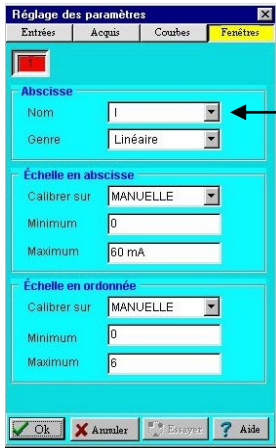 Réglage des paramètres
Entrées Acquis Courbes Fenêtres
1
Abscisse
Nom I
Genre Linéaire
Échelle en abscisse
Calibrer sur MANUELLE
Minimum 0
Maximum 60 mA
Échelle en ordonnée
Calibrer sur MANUELLE
Minimum 0
Maximum 6
Ok Annuler Essayer Aide